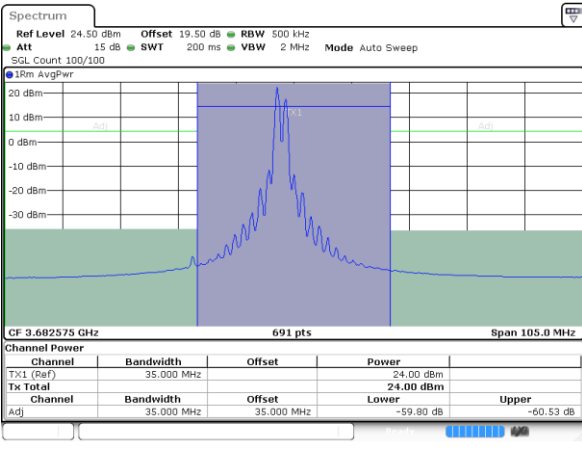 Spectrum
Ref Level 24.50 dBm Offset 19.50 dB RBW 500 kHz
Att 15 dB SWT 200 ms VBW 2 MHz Mode Auto Sweep
SGL Count 100/100
1Rm AvgPwr
20 dBm
TX1
10 dBm
Adj Adj
0 dBm
-10 dBm
-20 dBm
-30 dBm
CF 3.682575 GHz 691 pts Span 105.0 MHz
Channel Power
Channel Bandwidth Offset Power
TX1 (Ref) 35.000 MHz 24.00 dBm
Tx Total 24.00 dBm
Channel Bandwidth Offset Lower Upper
Adj 35.000 MHz 35.000 MHz -59.80 dB -60.53 dB
Ready